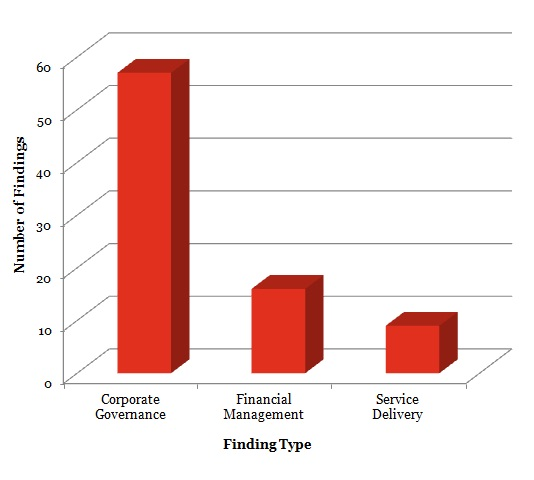 60
50
40
30
20
10
0
Number of Findings
Corporate
Governance
Financial
Management
Service
Delivery
Finding Type